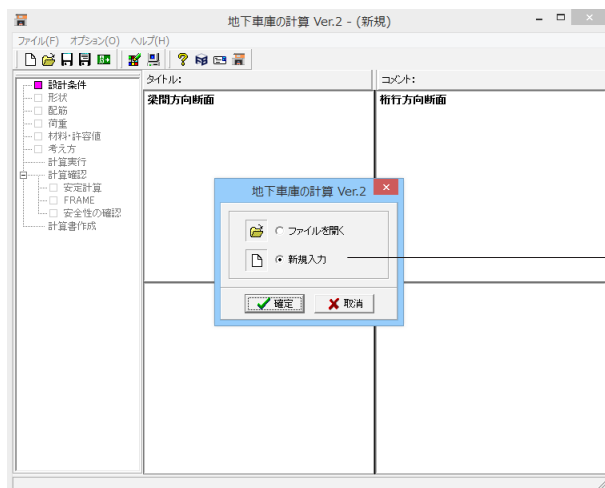 地下車庫の計算 Ver.2 - (新規)
ファイル(F) オプション(O) ヘルプ(H)
設計条件
形状
配筋
荷重
材料・許容値
考え方
計算実行
計算確認
安定計算
FRAME
安全性の確認
計算書作成
タイトル:
コメント:
梁間方向断面
桁行方向断面
地下車庫の計算 Ver.2
ファイルを開く
新規入力
確定
取消